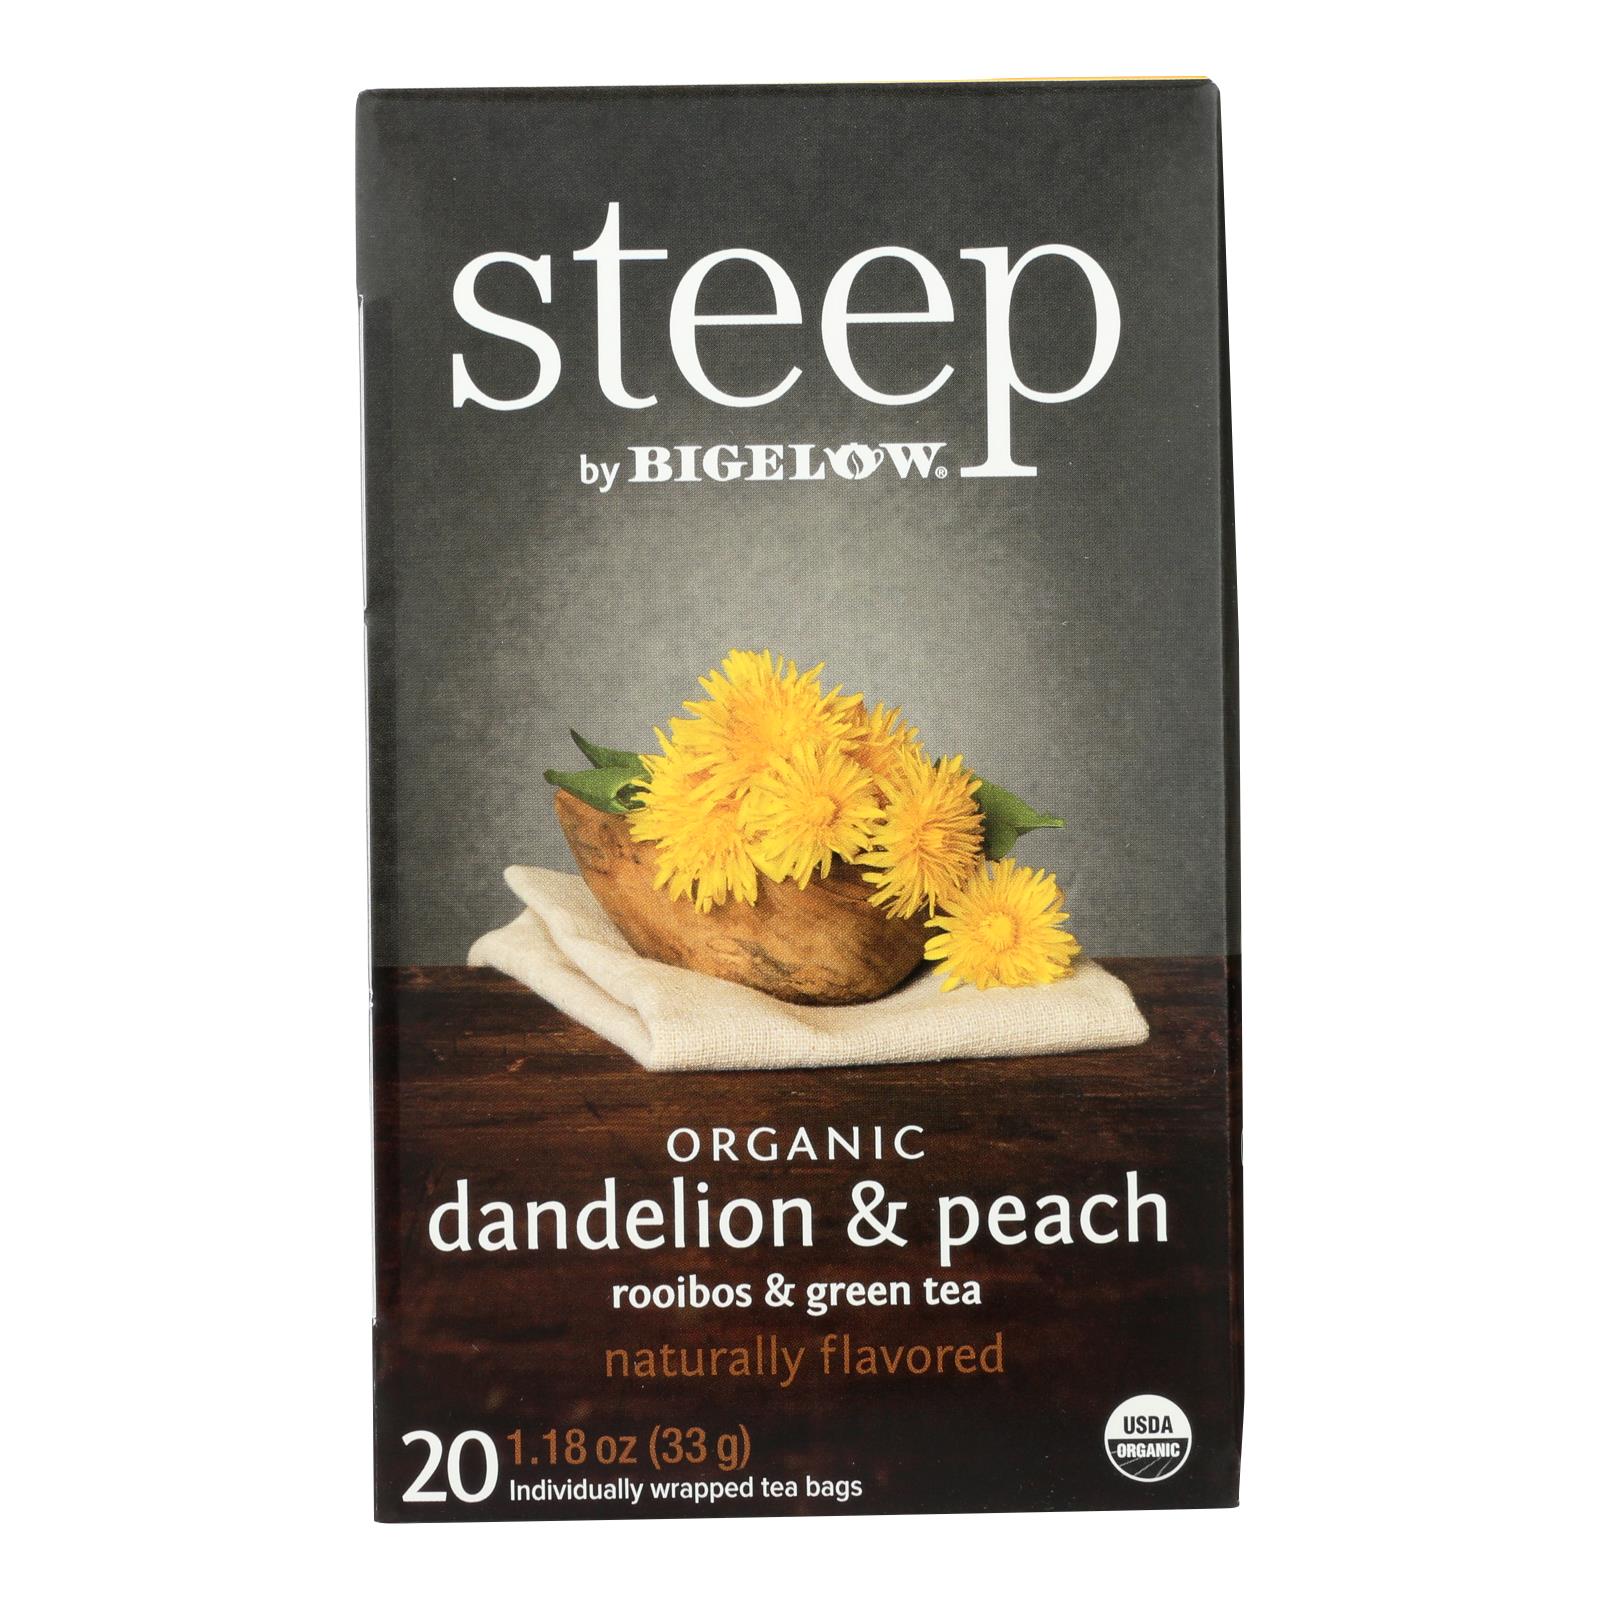 steep
by BIGELOW®
ORGANIC
dandelion & peach
rooibos & green tea
naturally flavored
20 1.18 oz (33 g)
Individually wrapped tea bags
USDA
ORGANIC